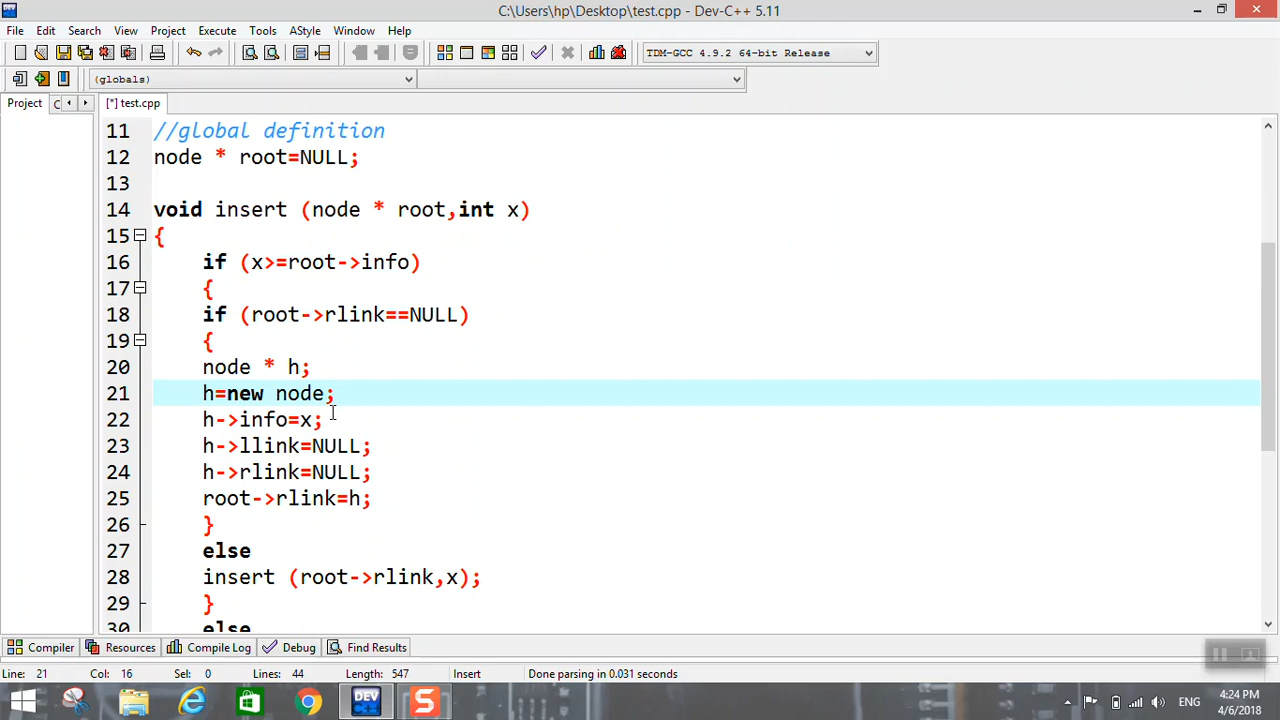 C:\Users\hp\Desktop\test.cpp - Dev-C++ 5.11
File Edit Search View Project Execute Tools AStyle Window Help
TDM-GCC 4.9.2 64-bit Release
(globals)
Project C [*] test.cpp
11 //global definition
12 node * root=NULL;
13
14 void insert (node * root,int x)
15 {
16 if (x>=root->info)
17 {
18 if (root->rlink==NULL)
19 {
20 node * h;
21 h=new node;
22 h->info=x;
23 h->llink=NULL;
24 h->rlink=NULL;
25 root->rlink=h;
26 }
27 else
28 insert (root->rlink,x);
29 }
30 else
Compiler Resources Compile Log Debug Find Results
Line: 21 Col: 16 Sel: 0 Lines: 44 Length: 547 Insert Done parsing in 0.031 seconds
DEV S ENG 4:24 PM
4/6/2018